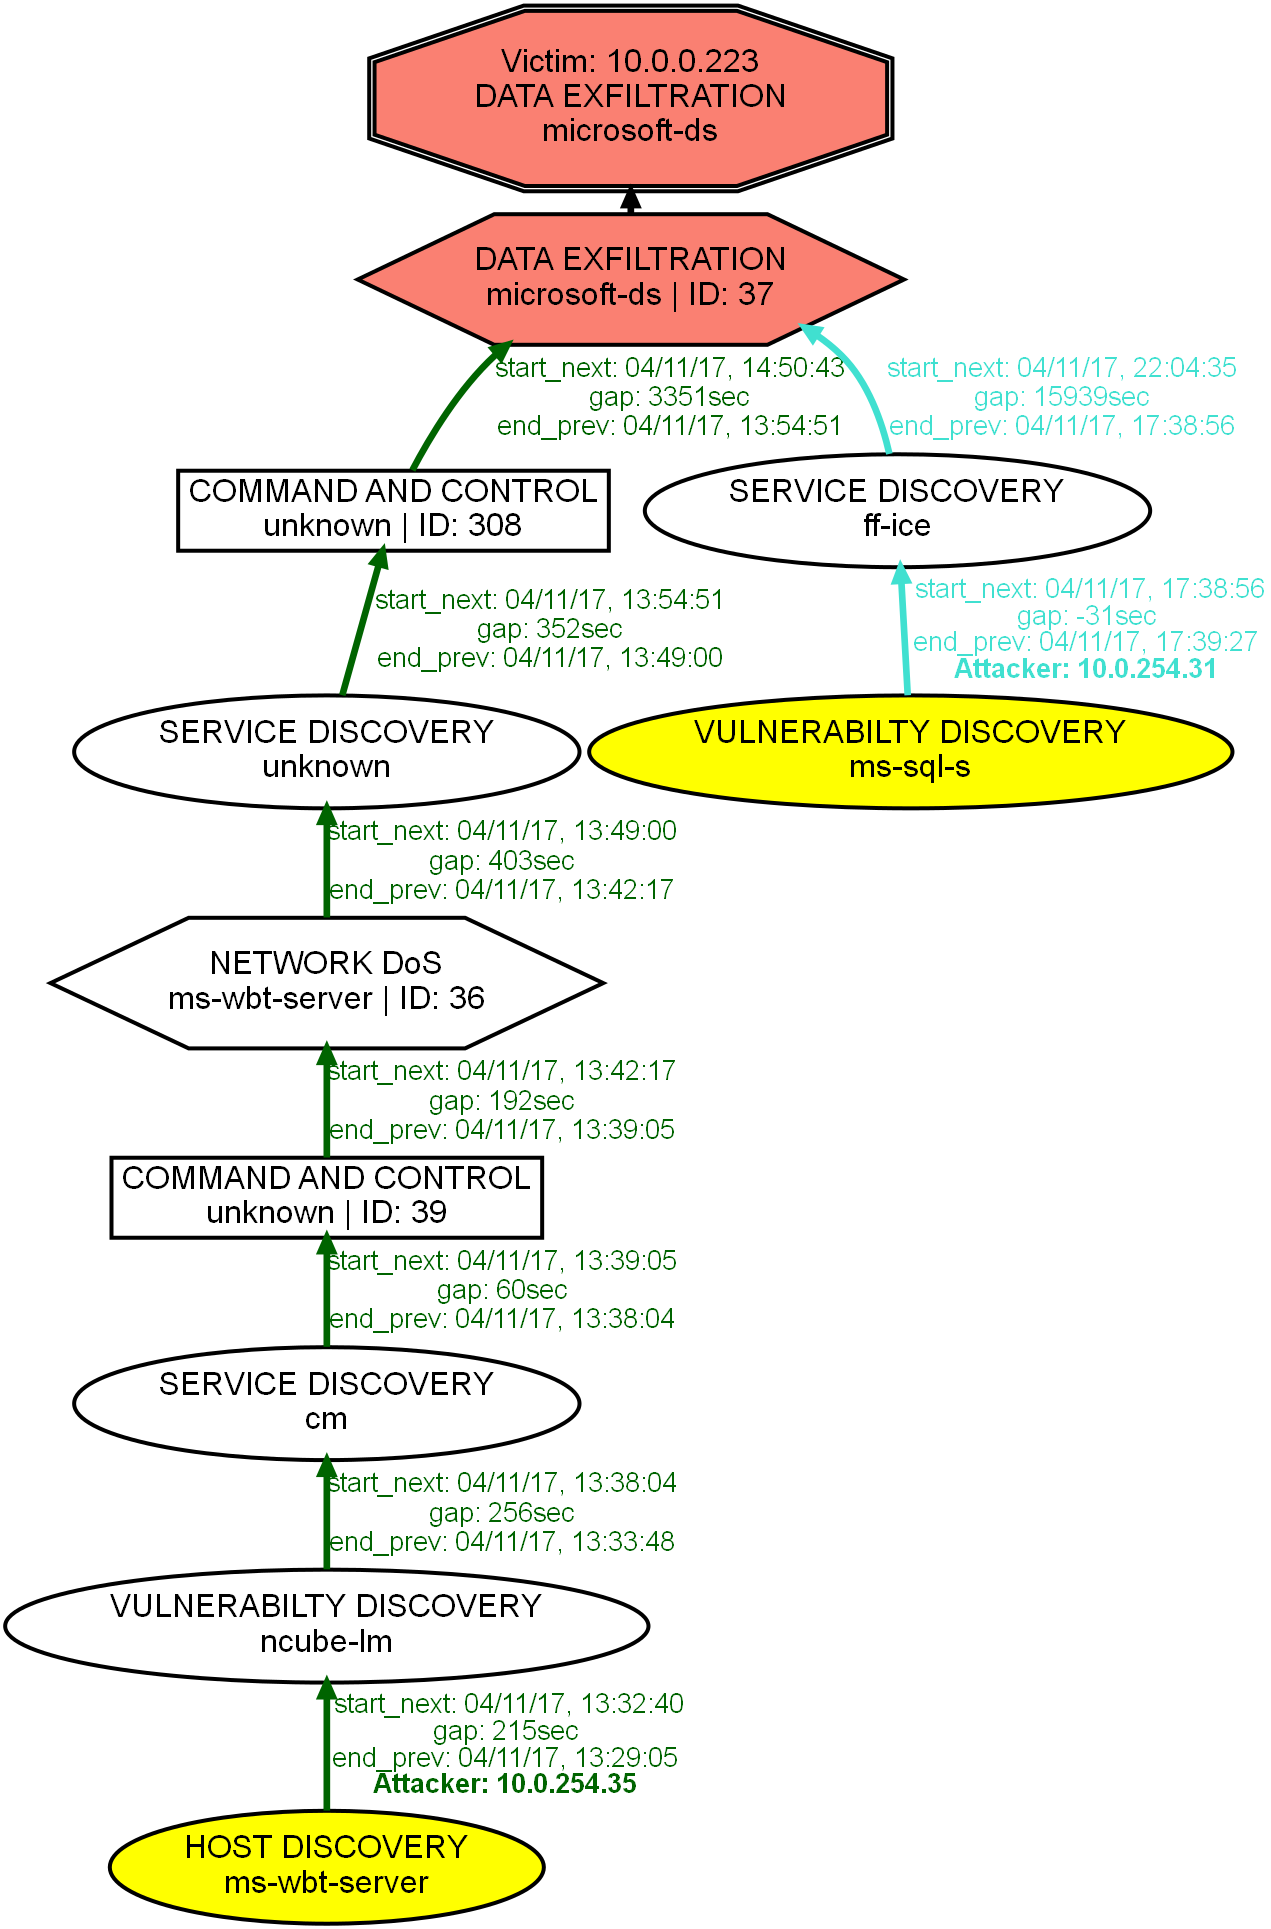 Victim: 10.0.0.223
DATA EXFILTRATION
microsoft-ds
DATA EXFILTRATION
microsoft-ds | ID: 37
start_next: 04/11/17, 14:50:43
gap: 3351sec
end_prev: 04/11/17, 13:54:51
start_next: 04/11/17, 22:04:35
gap: 15939sec
end_prev: 04/11/17, 17:38:56
COMMAND AND CONTROL
unknown | ID: 308
SERVICE DISCOVERY
ff-ice
start_next: 04/11/17, 13:54:51
gap: 352sec
end_prev: 04/11/17, 13:49:00
start_next: 04/11/17, 17:38:56
gap: -31sec
end_prev: 04/11/17, 17:39:27
Attacker: 10.0.254.31
SERVICE DISCOVERY
unknown
VULNERABILTY DISCOVERY
ms-sql-s
start_next: 04/11/17, 13:49:00
gap: 403sec
end_prev: 04/11/17, 13:42:17
NETWORK DoS
ms-wbt-server | ID: 36
start_next: 04/11/17, 13:42:17
gap: 192sec
end_prev: 04/11/17, 13:39:05
COMMAND AND CONTROL
unknown | ID: 39
start_next: 04/11/17, 13:39:05
gap: 60sec
end_prev: 04/11/17, 13:38:04
SERVICE DISCOVERY
cm
start_next: 04/11/17, 13:38:04
gap: 256sec
end_prev: 04/11/17, 13:33:48
VULNERABILTY DISCOVERY
ncube-lm
start_next: 04/11/17, 13:32:40
gap: 215sec
end_prev: 04/11/17, 13:29:05
Attacker: 10.0.254.35
HOST DISCOVERY
ms-wbt-server